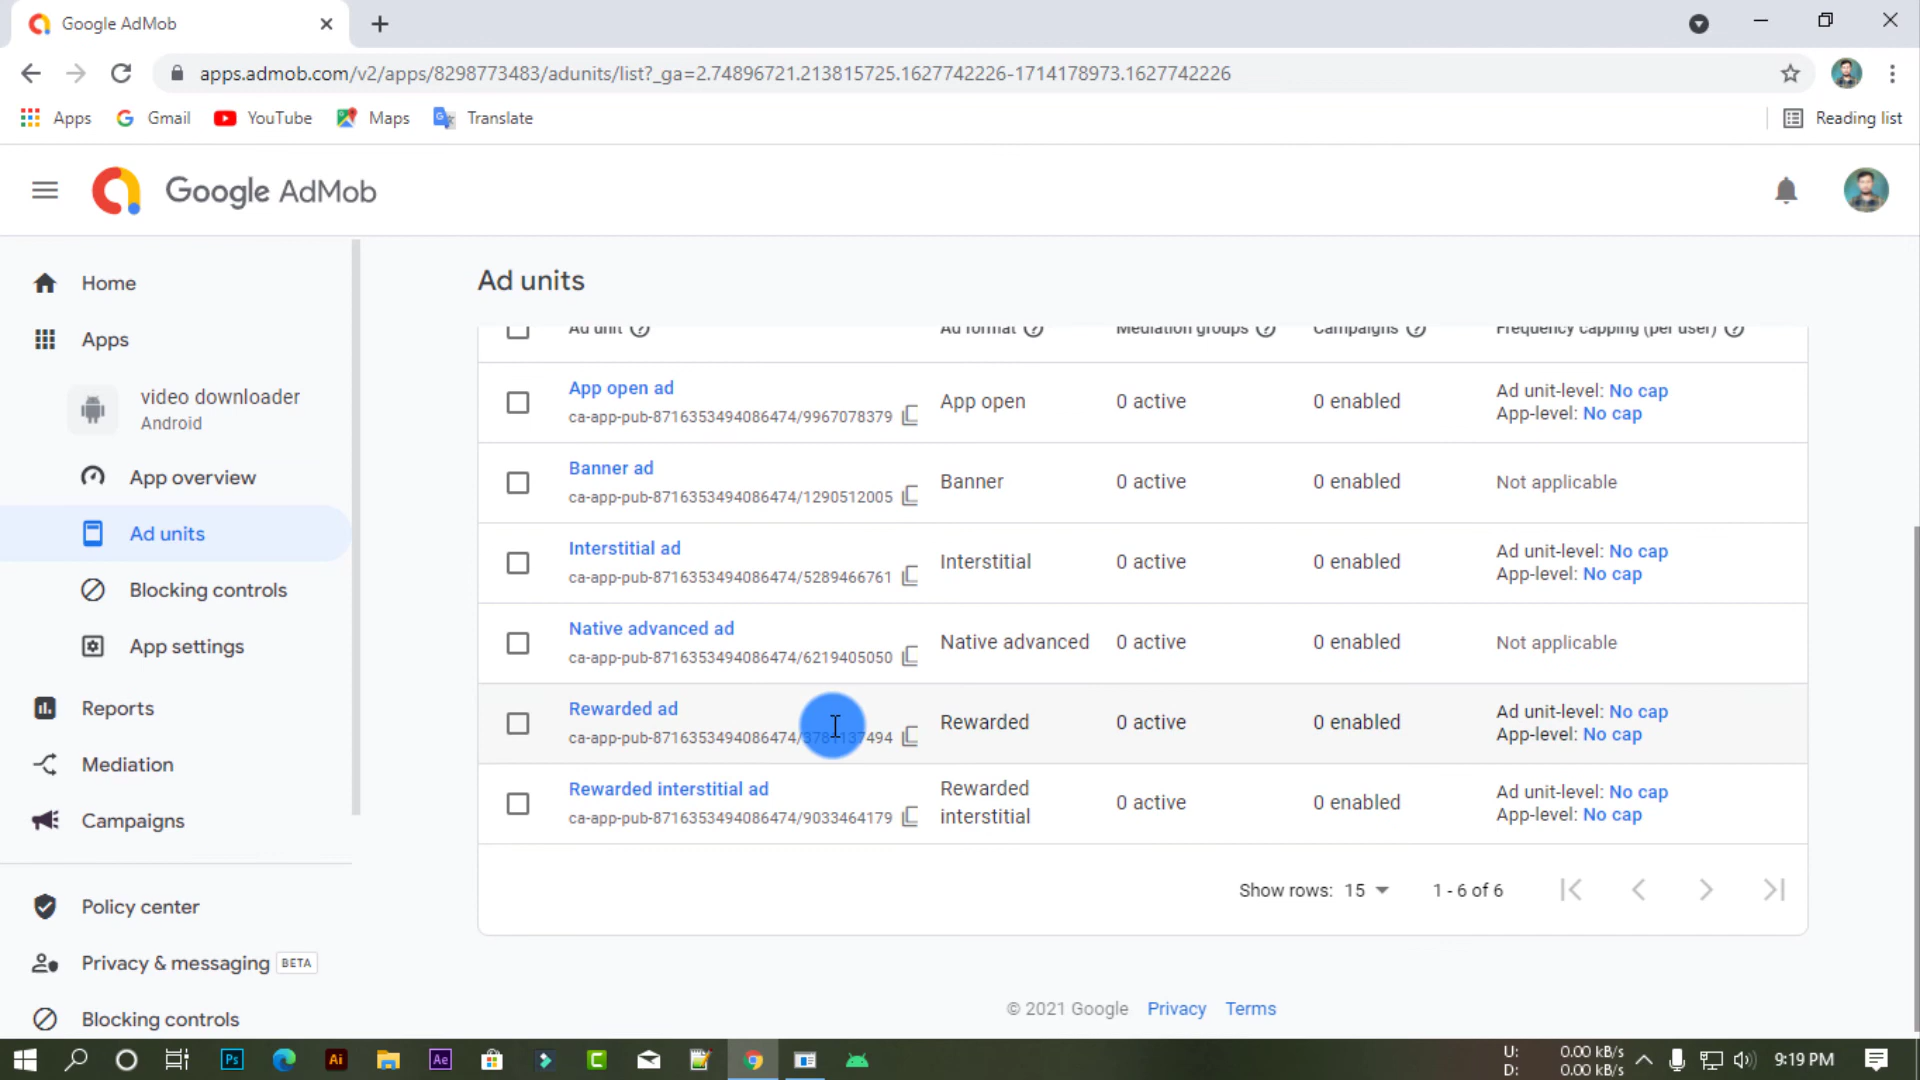 Google AdMob
apps.admob.com/v2/apps/8298773483/adunits/list?_ga=2.74896721.213815725.1627742226-1714178973.1627742226
Apps Gmail YouTube Maps Translate Reading list
Google AdMob
Home
Apps
video downloader
Android
App overview
Ad units
Blocking controls
App settings
Reports
Mediation
Campaigns
Policy center
Privacy & messaging BETA
Blocking controls
Ad units
Ad unit Ad format Mediation groups Campaigns Frequency capping (per user)
App open ad
ca-app-pub-8716353494086474/9967078379
App open 0 active 0 enabled
Ad unit-level: No cap
App-level: No cap
Banner ad
ca-app-pub-8716353494086474/1290512005
Banner 0 active 0 enabled Not applicable
Interstitial ad
ca-app-pub-8716353494086474/5289466761
Interstitial 0 active 0 enabled
Ad unit-level: No cap
App-level: No cap
Native advanced ad
ca-app-pub-8716353494086474/6219405050
Native advanced 0 active 0 enabled Not applicable
Rewarded ad
ca-app-pub-8716353494086474/3781137494
Rewarded 0 active 0 enabled
Ad unit-level: No cap
App-level: No cap
Rewarded interstitial ad
ca-app-pub-8716353494086474/9033464179
Rewarded
interstitial
0 active 0 enabled
Ad unit-level: No cap
App-level: No cap
Show rows: 15 1 - 6 of 6
© 2021 Google Privacy Terms
Ps Ai Ae C
U: 0.00 kB/s
D: 0.00 kB/s
9:19 PM